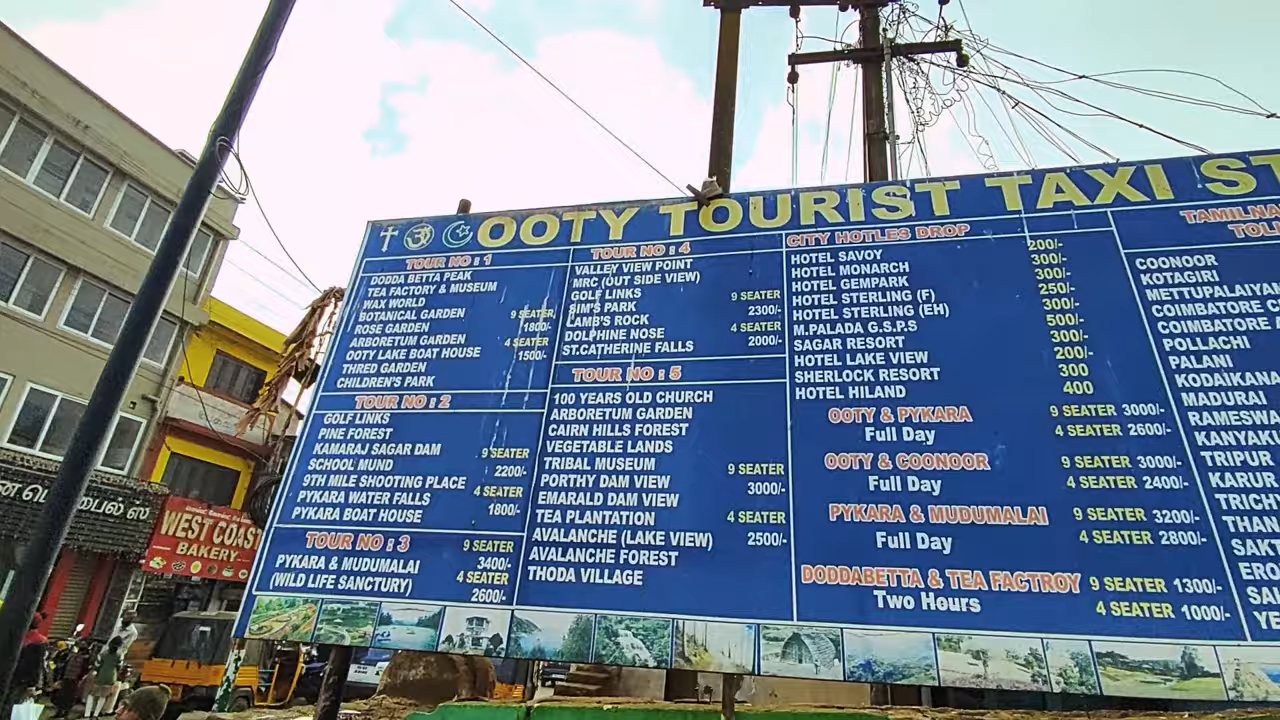 OOTY TOURIST TAXI ST
TOUR NO : 1
DODDA BETTA PEAK
TEA FACTORY & MUSEUM
WAX WORLD
BOTANICAL GARDEN
ROSE GARDEN
ARBORETUM GARDEN
OOTY LAKE BOAT HOUSE
THRED GARDEN
CHILDREN'S PARK
9 SEATER
1800/-
4 SEATER
1500/-
TOUR NO : 2
GOLF LINKS
PINE FOREST
KAMARAJ SAGAR DAM
SCHOOL MUND
9TH MILE SHOOTING PLACE
PYKARA WATER FALLS
PYKARA BOAT HOUSE
9 SEATER
2200/-
4 SEATER
1800/-
TOUR NO : 3
PYKARA & MUDUMALAI
(WILD LIFE SANCTURY)
9 SEATER
3400/-
4 SEATER
2600/-
TOUR NO : 4
VALLEY VIEW POINT
MRC (OUT SIDE VIEW)
GOLF LINKS
SIM'S PARK
LAMB'S ROCK
DOLPHINE NOSE
ST.CATHERINE FALLS
9 SEATER
2300/-
4 SEATER
2000/-
TOUR NO : 5
100 YEARS OLD CHURCH
ARBORETUM GARDEN
CAIRN HILLS FOREST
VEGETABLE LANDS
TRIBAL MUSEUM
PORTHY DAM VIEW
EMARALD DAM VIEW
TEA PLANTATION
AVALANCHE (LAKE VIEW)
AVALANCHE FOREST
THODA VILLAGE
9 SEATER
3000/-
4 SEATER
2500/-
CITY HOTLES DROP
HOTEL SAVOY 200/-
HOTEL MONARCH 300/-
HOTEL GEMPARK 300/-
HOTEL STERLING (F) 250/-
HOTEL STERLING (EH) 300/-
M.PALADA G.S.P.S 500/-
SAGAR RESORT 300/-
HOTEL LAKE VIEW 200/-
SHERLOCK RESORT 300
HOTEL HILAND 400
OOTY & PYKARA 9 SEATER 3000/-
Full Day 4 SEATER 2600/-
OOTY & COONOOR 9 SEATER 3000/-
Full Day 4 SEATER 2400/-
PYKARA & MUDUMALAI 9 SEATER 3200/-
Full Day 4 SEATER 2800/-
DODDABETTA & TEA FACTROY 9 SEATER 1300/-
Two Hours 4 SEATER 1000/-
TAMILNA
TOLL
COONOOR
KOTAGIRI
METTUPALAIYAM
COIMBATORE C
COIMBATORE A
POLLACHI
PALANI
KODAIKANA
MADURAI
RAMESWA
KANYAKU
TRIPUR
KARUR
TRICH
THAN
SAKT
ERO
SAL
YE
WEST COAST
BAKERY